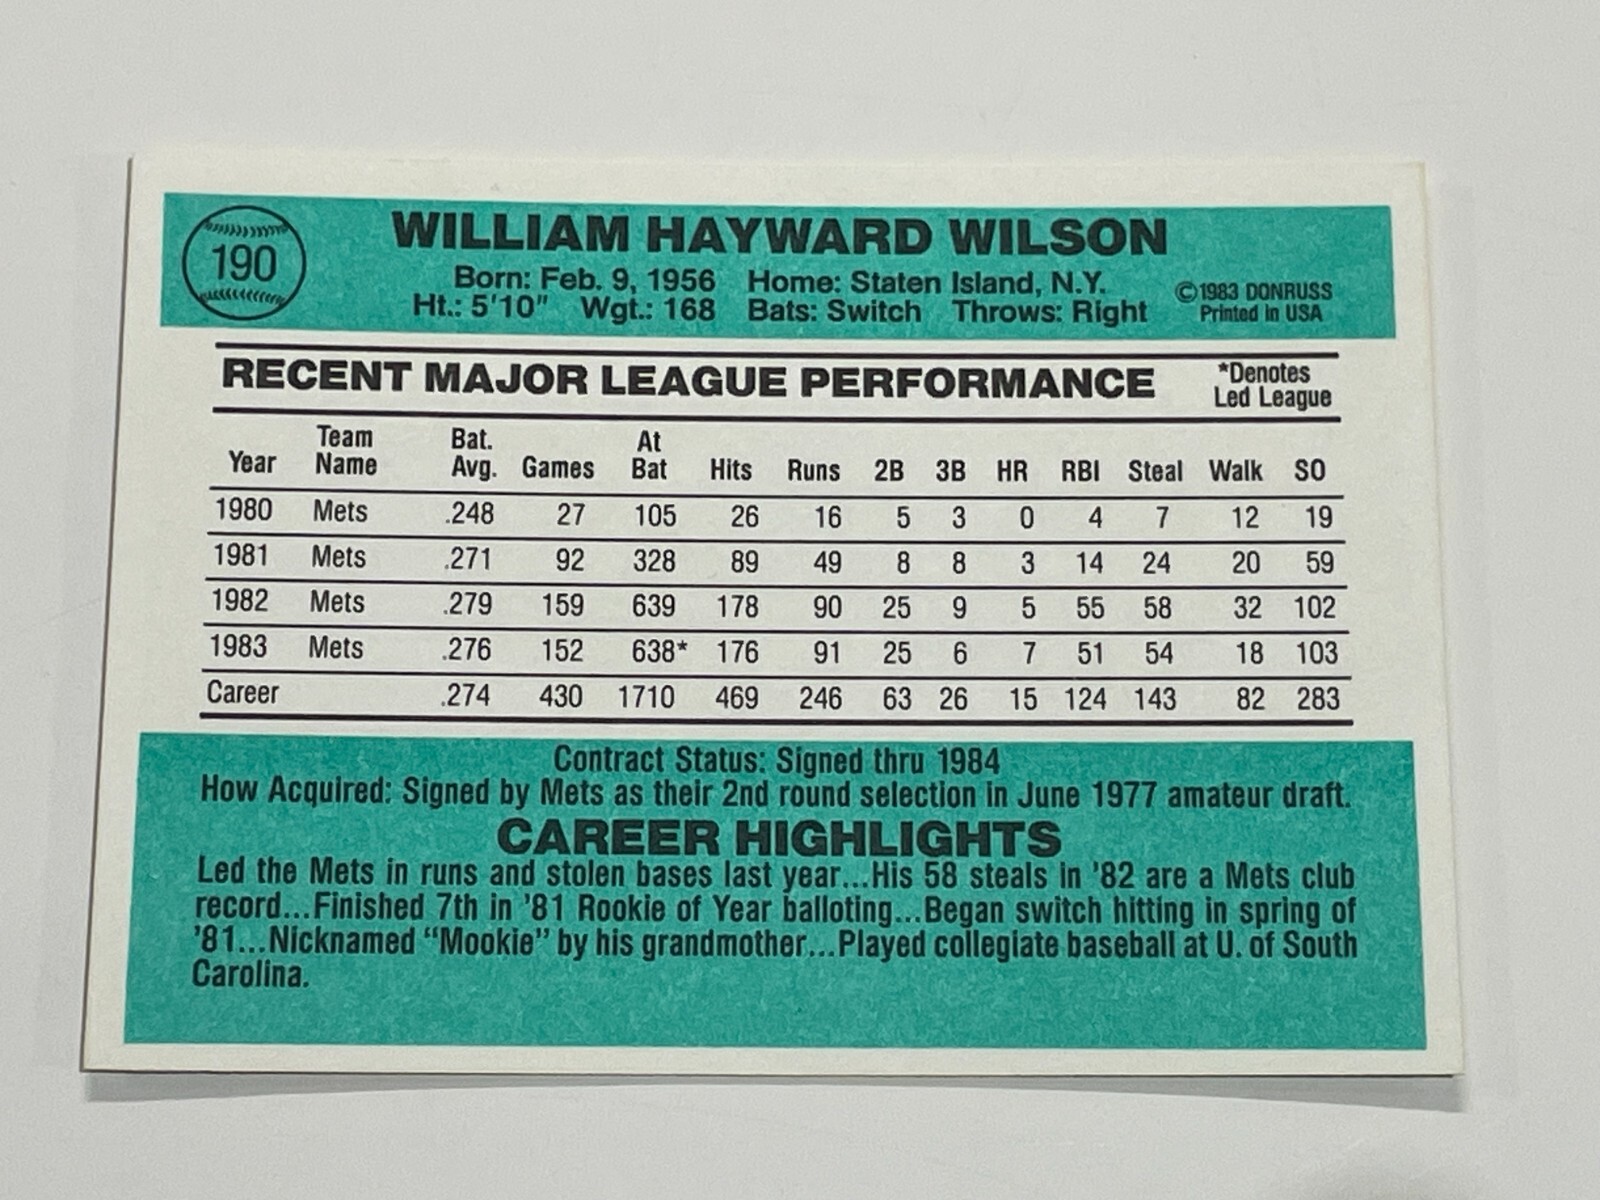 190
WILLIAM HAYWARD WILSON
Born: Feb. 9, 1956 Home: Staten Island, N.Y.
Ht.: 5'10" Wgt.: 168 Bats: Switch Throws: Right
©1983 DONRUSS
Printed in USA
RECENT MAJOR LEAGUE PERFORMANCE
*Denotes
Led League
Year Team Name Bat. Avg. Games At Bat Hits Runs 2B 3B HR RBI Steal Walk SO
1980 Mets .248 27 105 26 16 5 3 0 4 7 12 19
1981 Mets .271 92 328 89 49 8 8 3 14 24 20 59
1982 Mets .279 159 639 178 90 25 9 5 55 58 32 102
1983 Mets .276 152 638* 176 91 25 6 7 51 54 18 103
Career .274 430 1710 469 246 63 26 15 124 143 82 283
Contract Status: Signed thru 1984
How Acquired: Signed by Mets as their 2nd round selection in June 1977 amateur draft.
CAREER HIGHLIGHTS
Led the Mets in runs and stolen bases last year...His 58 steals in '82 are a Mets club
record...Finished 7th in '81 Rookie of Year balloting...Began switch hitting in spring of
'81...Nicknamed "Mookie" by his grandmother...Played collegiate baseball at U. of South
Carolina.